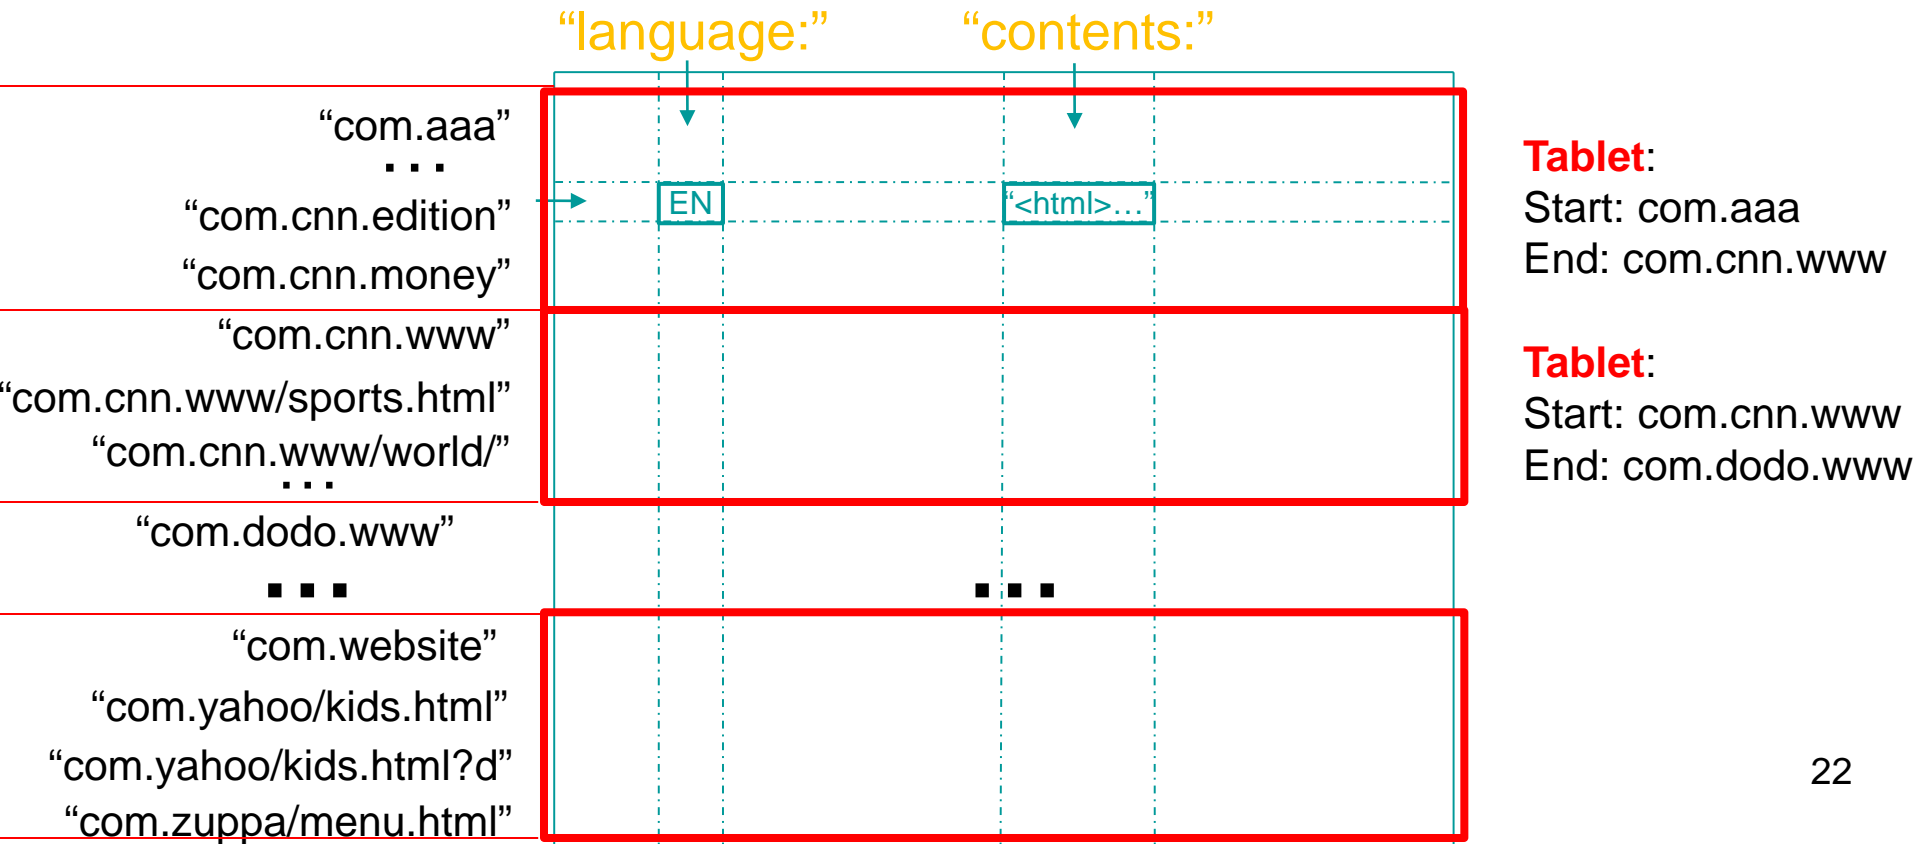 “language:” “contents:”
“com.aaa”
...
“com.cnn.edition” EN “<html>…”
“com.cnn.money”
“com.cnn.www”
“com.cnn.www/sports.html”
“com.cnn.www/world/”
...
“com.dodo.www”
... ...
“com.website”
“com.yahoo/kids.html”
“com.yahoo/kids.html?d”
“com.zuppa/menu.html”
Tablet:
Start: com.aaa
End: com.cnn.www
Tablet:
Start: com.cnn.www
End: com.dodo.www
22